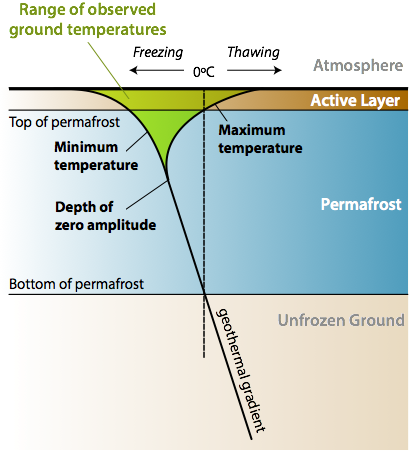 Range of observed
ground temperatures
Freezing
Thawing
0ºC
Atmosphere
Active Layer
Top of permafrost
Maximum
temperature
Minimum
temperature
Depth of
zero amplitude
Permafrost
Bottom of permafrost
geothermal gradient
Unfrozen Ground